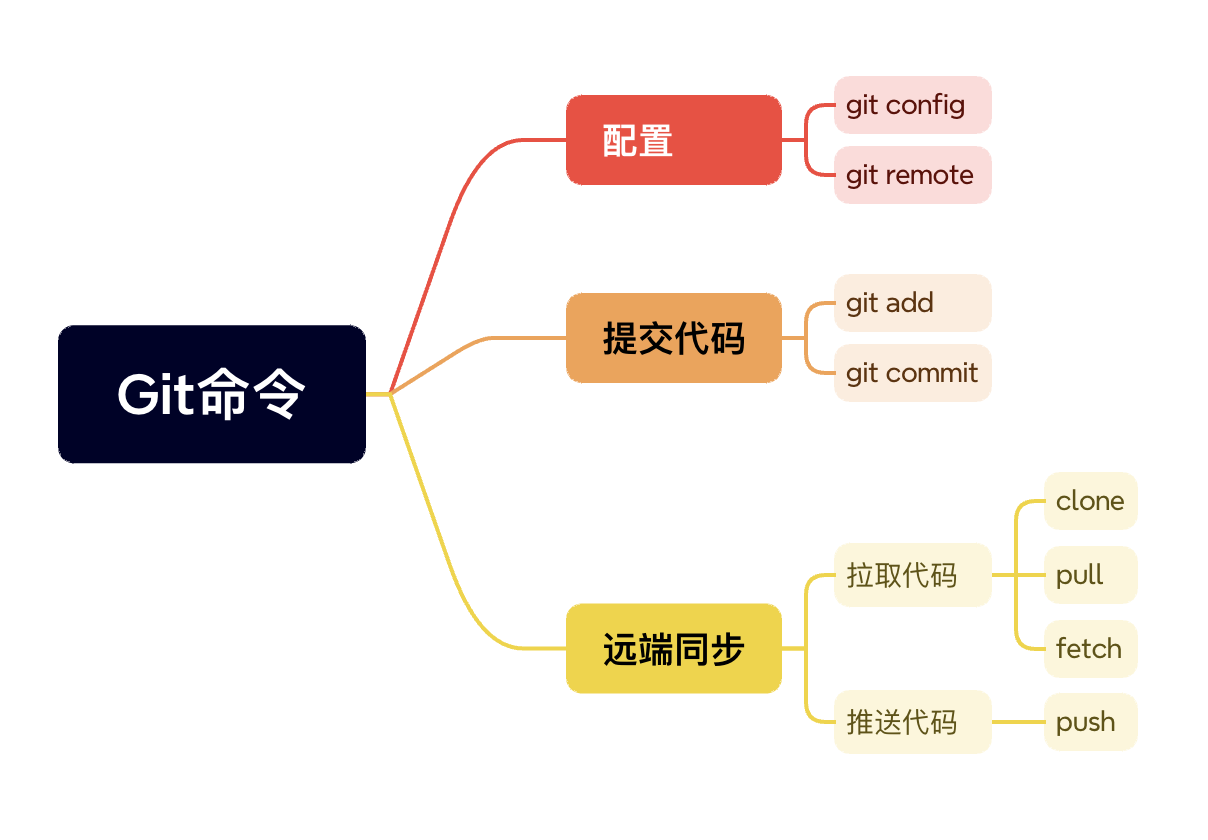 Git命令
配置
git config
git remote
提交代码
git add
git commit
远端同步
拉取代码
clone
pull
fetch
推送代码
push